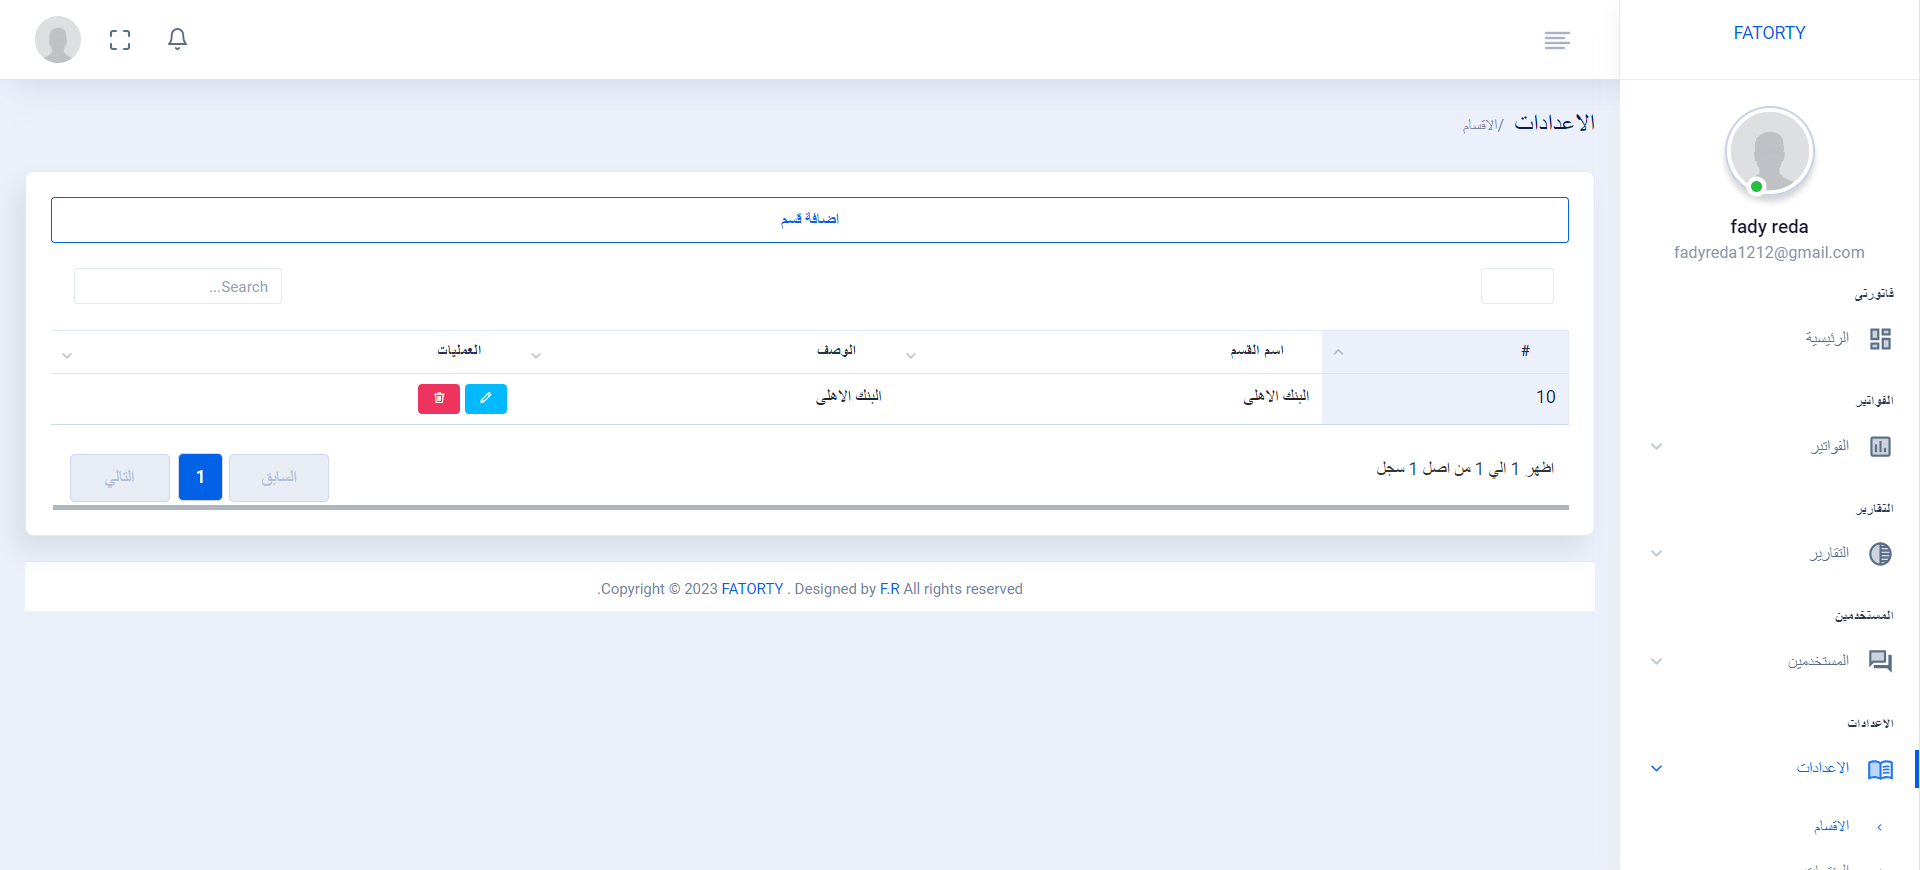 FATORTY
fady reda
fadyreda1212@gmail.com
فاتورتى
الرئيسية
الفواتير
الفواتير
التقارير
التقارير
المستخدمين
المستخدمين
الاعدادات
الاعدادات
الاقسام
الاعدادات /الاقسام
اضافة قسم
...Search
# اسم القسم الوصف العمليات
10 البنك الاهلى البنك الاهلى
اظهر 1 الي 1 من اصل 1 سجل
السابق 1 التالي
.Copyright © 2023 FATORTY . Designed by F.R All rights reserved